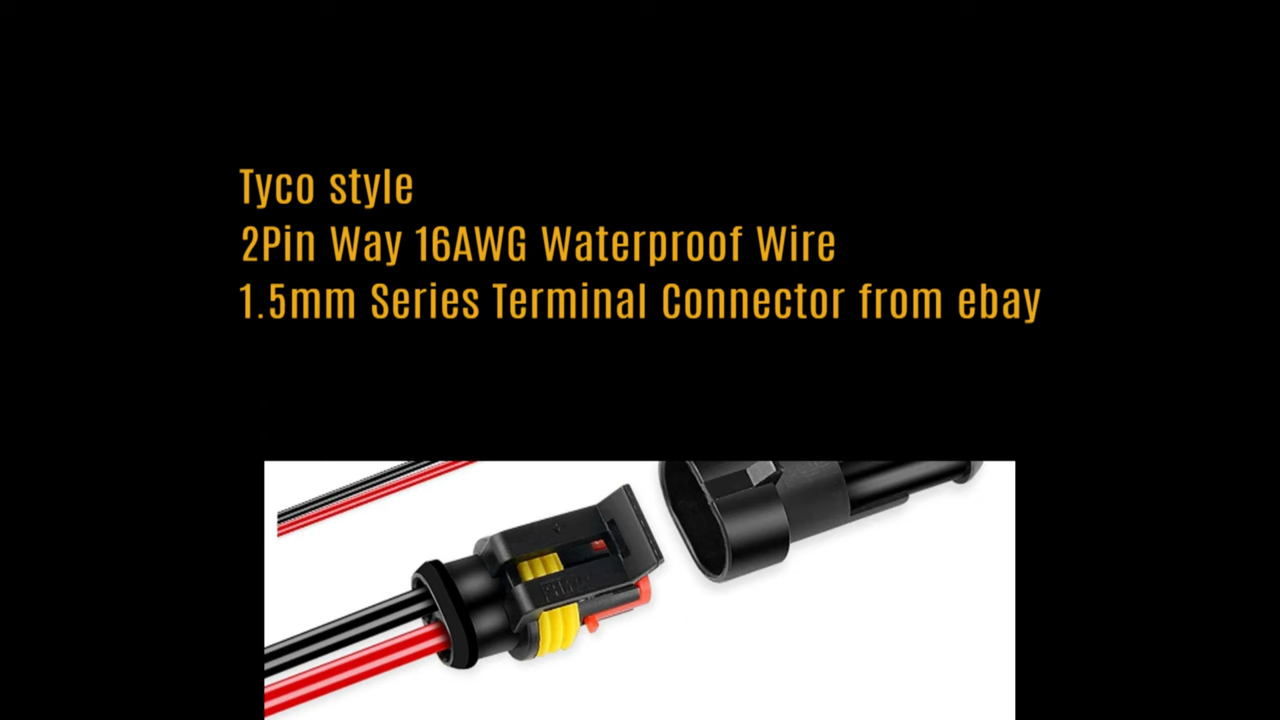 Tyco style
2Pin Way 16AWG Waterproof Wire
1.5mm Series Terminal Connector from ebay